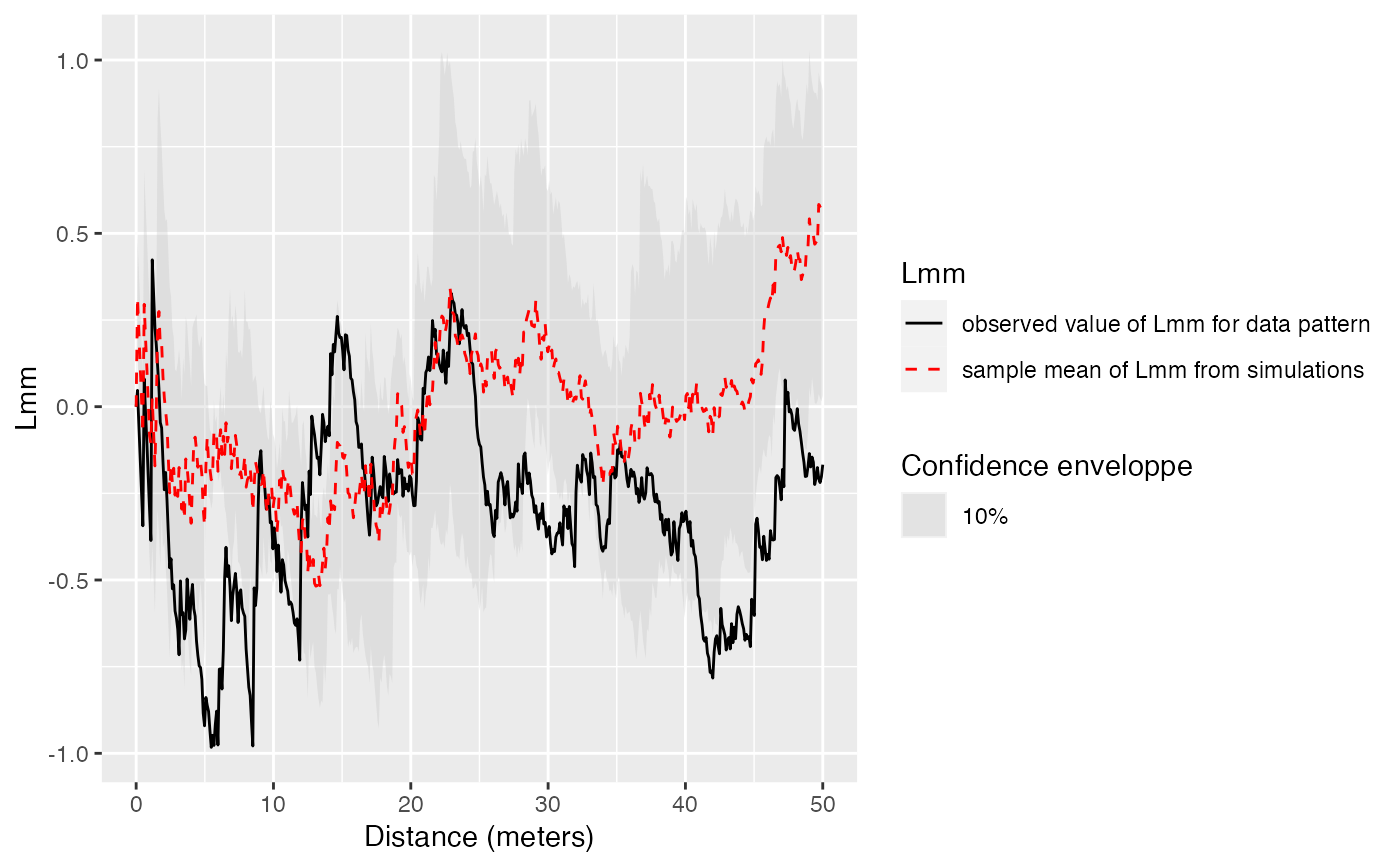 1.0
0.5
0.0
-0.5
-1.0
Lmm
0 10 20 30 40 50
Distance (meters)
Lmm
observed value of Lmm for data pattern
sample mean of Lmm from simulations
Confidence enveloppe
10%